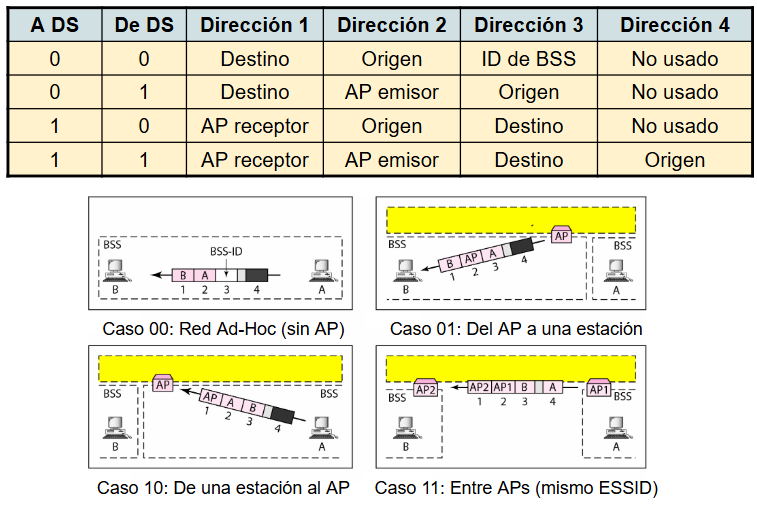 A DS De DS Dirección 1 Dirección 2 Dirección 3 Dirección 4
0 0 Destino Origen ID de BSS No usado
0 1 Destino AP emisor Origen No usado
1 0 AP receptor Origen Destino No usado
1 1 AP receptor AP emisor Destino Origen
BSS
BSS-ID
B A
1 2 3 4
B
A
Caso 00: Red Ad-Hoc (sin AP)
AP
BSS
BSS
B AP A
1 2 3 4
B
A
Caso 01: Del AP a una estación
AP
BSS
BSS
AP A B
1 2 3 4
B
A
Caso 10: De una estación al AP
AP2
AP2 AP1 B A
AP1
1 2 3 4
BSS
BSS
B
A
Caso 11: Entre APs (mismo ESSID)